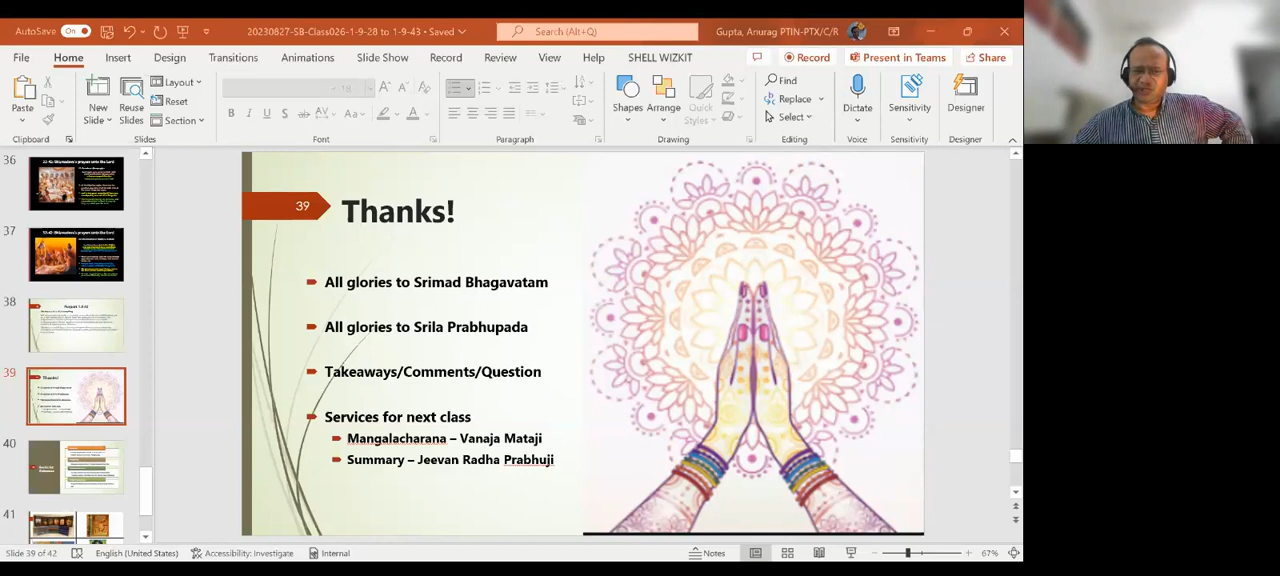 AutoSave On 20230827-SB-Class026-1-9-28 to 1-9-43 • Saved Search (Alt+Q) Gupta, Anurag PTIN-PTX/C/R
File Home Insert Design Transitions Animations Slide Show Record Review View Help SHELL WIZKIT Record Present in Teams Share
Paste New Slide Reuse Slides Layout Reset Section Shapes Arrange Quick Styles Find Replace Select Dictate Sensitivity Designer
Clipboard Slides Font Paragraph Drawing Editing Voice Sensitivity Designer
36
37
38
39
40
41
39
Thanks!
All glories to Srimad Bhagavatam
All glories to Srila Prabhupada
Takeaways/Comments/Question
Services for next class
Mangalacharana – Vanaja Mataji
Summary – Jeevan Radha Prabhuji
Slide 39 of 42 English (United States) Accessibility: Investigate Internal Notes 67%